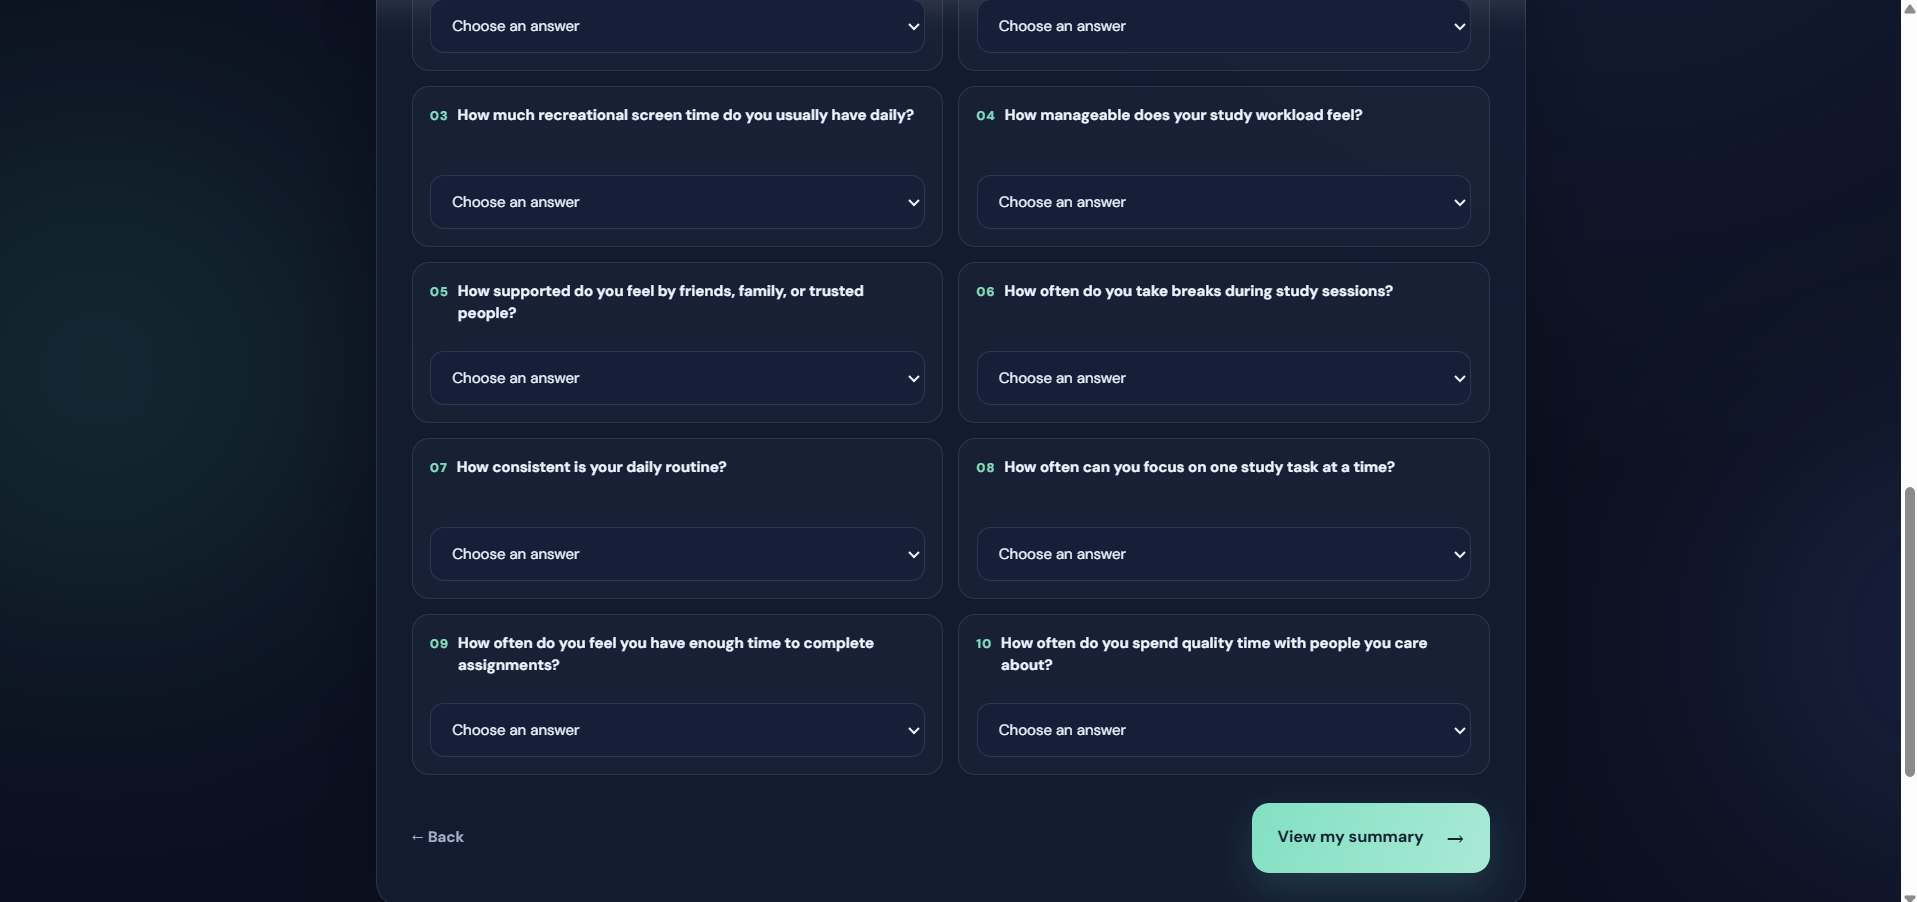 Choose an answer
Choose an answer
03 How much recreational screen time do you usually have daily?
Choose an answer
04 How manageable does your study workload feel?
Choose an answer
05 How supported do you feel by friends, family, or trusted
people?
Choose an answer
06 How often do you take breaks during study sessions?
Choose an answer
07 How consistent is your daily routine?
Choose an answer
08 How often can you focus on one study task at a time?
Choose an answer
09 How often do you feel you have enough time to complete
assignments?
Choose an answer
10 How often do you spend quality time with people you care
about?
Choose an answer
← Back
View my summary →